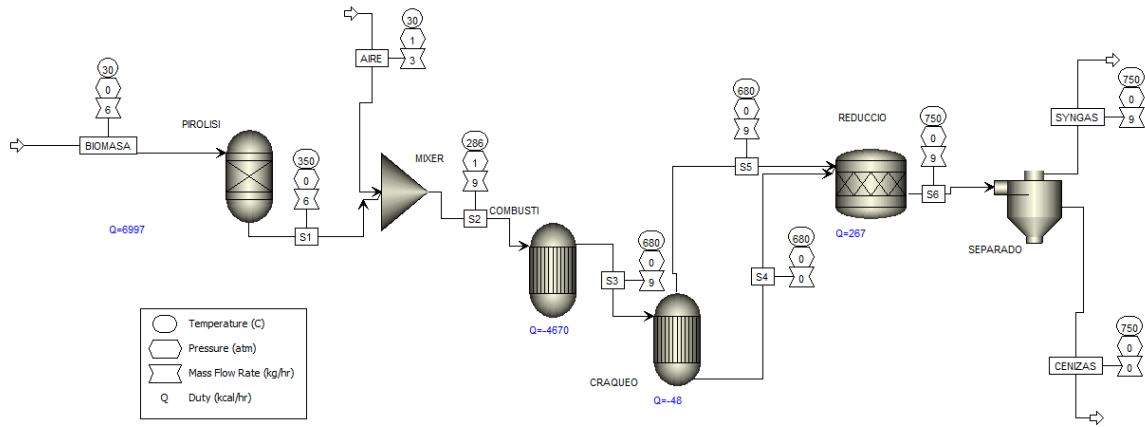 30
1
3
AIRE
30
0
6
BIOMASA
PIROLISI
350
0
6
S1
Q=6997
MIXER
286
1
9
S2
COMBUSTI
Q=-4670
680
0
9
S3
CRAQUEO
Q=-48
680
0
9
S5
680
0
0
S4
REDUCCIO
Q=267
750
0
9
S6
SEPARADO
750
0
9
SYNGAS
750
0
0
CENIZAS
Temperature (C)
Pressure (atm)
Mass Flow Rate (kg/hr)
Q Duty (kcal/hr)